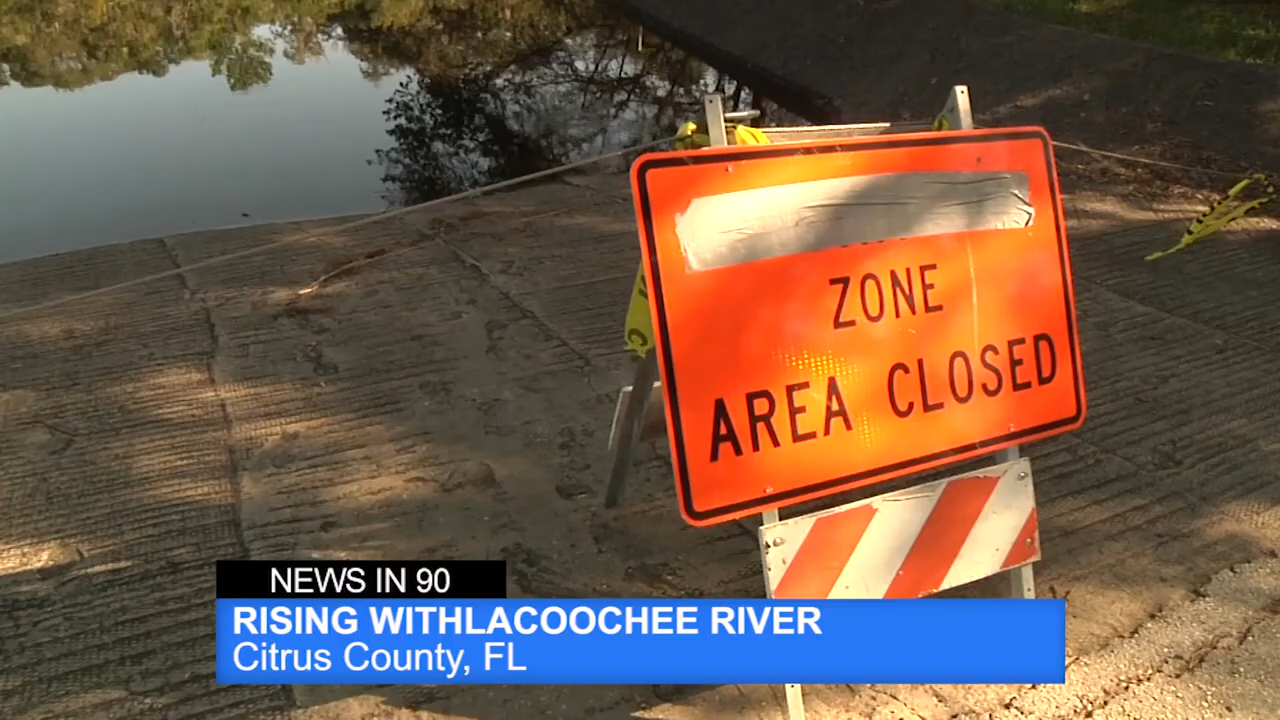 ZONE
AREA CLOSED
NEWS IN 90
RISING WITHLACOOCHEE RIVER
Citrus County, FL